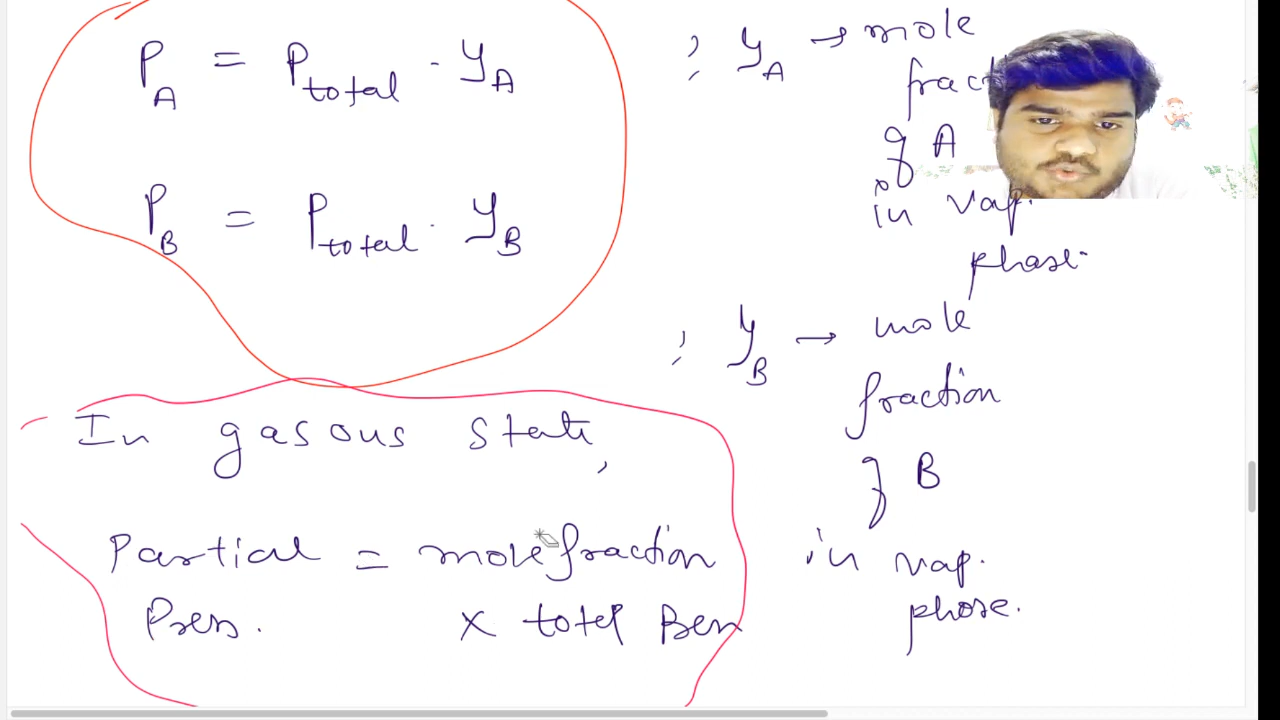 P_A = P_total · y_A ; y_A → mole
frac
of A
in vap.
phase.
P_B = P_total · y_B
; y_B → mole
fraction
of B
in vap.
phase.
In gasous state,
Partial = mole fraction
Pres. × total Pres